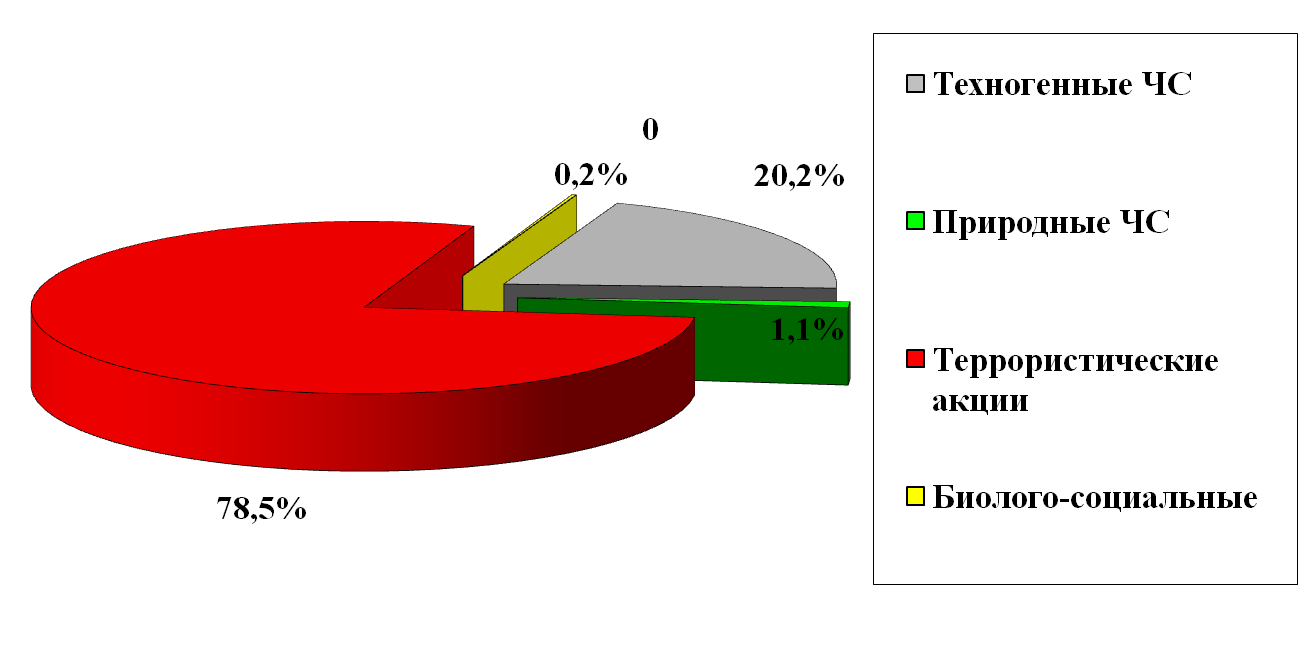 0
0,2%
20,2%
1,1%
78,5%
Техногенные ЧС
Природные ЧС
Террористические
акции
Биолого-социальные